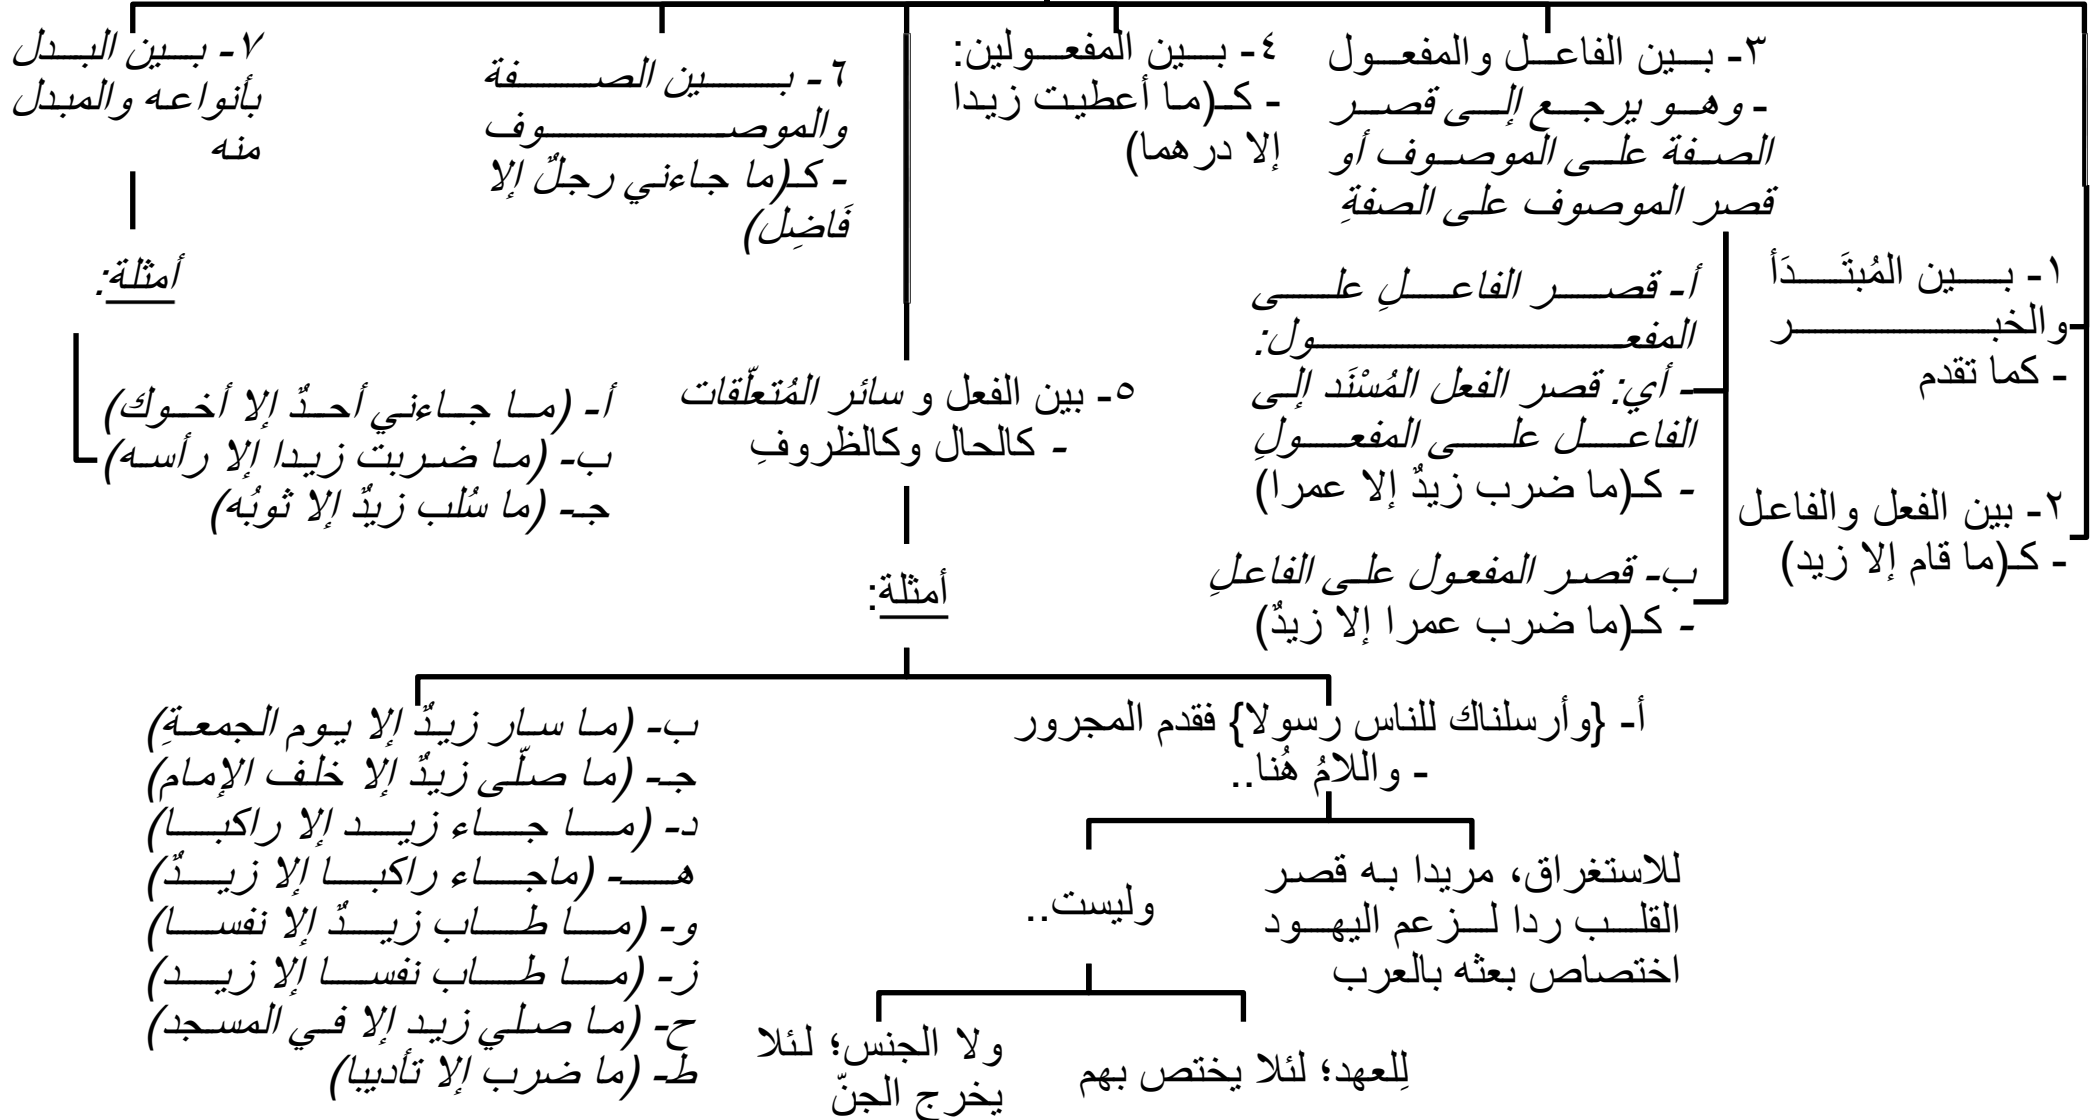 ١- بين المُبتَدَأ
والخبر
- كما تقدم
٢- بين الفعل والفاعل
- كـ(ما قام إلا زيد)
٣- بين الفاعل والمفعول
- وهو يرجع إلى قصر
الصفة على الموصوف أو
قصر الموصوف على الصفةِ
أ- قصر الفاعلِ على
المفعول:
- أي: قصر الفعل المُسْنَد إلى
الفاعل على المفعولِ
- كـ(ما ضرب زيدٌ إلا عمرا)
ب- قصر المفعول على الفاعلِ
- كـ(ما ضرب عمرا إلا زيدٌ)
٤- بين المفعولين:
- كـ(ما أعطيت زيدا
إلا درهما)
٥- بين الفعل و سائر المُتعلّقات
- كالحال وكالظروفِ
أمثلة:
أ- {وأرسلناك للناس رسولا} فقدم المجرور
- واللامُ هُنا..
للاستغراق، مريدا به قصر
القلب ردا لزعم اليهود
اختصاص بعثه بالعرب
وليست..
لِلعهد؛ لئلا يختص بهم
ولا الجنس؛ لئلا
يخرج الجنّ
ب- (ما سار زيدٌ إلا يوم الجمعةِ)
جـ- (ما صلّى زيدٌ إلا خلف الإمام)
د- (ما جاء زيد إلا راكبا)
هـ- (ماجاء راكبا إلا زيدٌ)
و- (ما طاب زيدٌ إلا نفسا)
ز- (ما طاب نفسا إلا زيد)
ح- (ما صلي زيد إلا في المسجد)
ط- (ما ضرب إلا تأديبا)
٦- بين الصفة
والموصوف
- كـ(ما جاءني رجلٌ إلا
فَاضِل)
٧- بين البدل
بأنواعه والمبدل
منه
أمثلة:
أ- (ما جاءني أحدٌ إلا أخوك)
ب- (ما ضربت زيدا إلا رأسه)
جـ- (ما سُلب زيدٌ إلا ثوبُه)